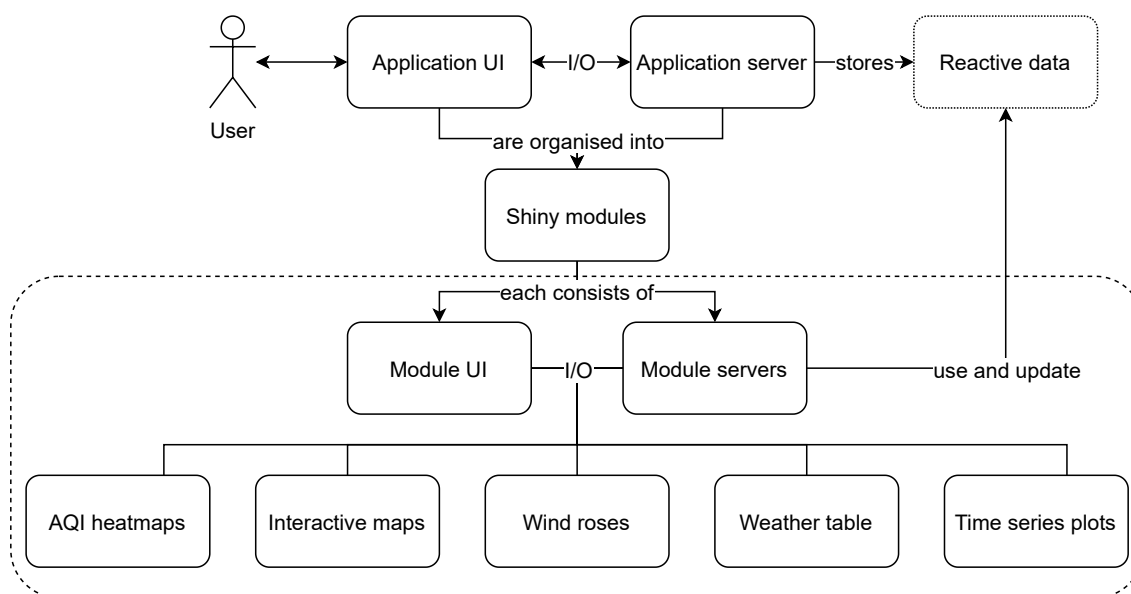 Application UI
I/O
Application server
stores
Reactive data
User
are organised into
Shiny modules
each consists of
Module UI
I/O
Module servers
use and update
AQI heatmaps
Interactive maps
Wind roses
Weather table
Time series plots